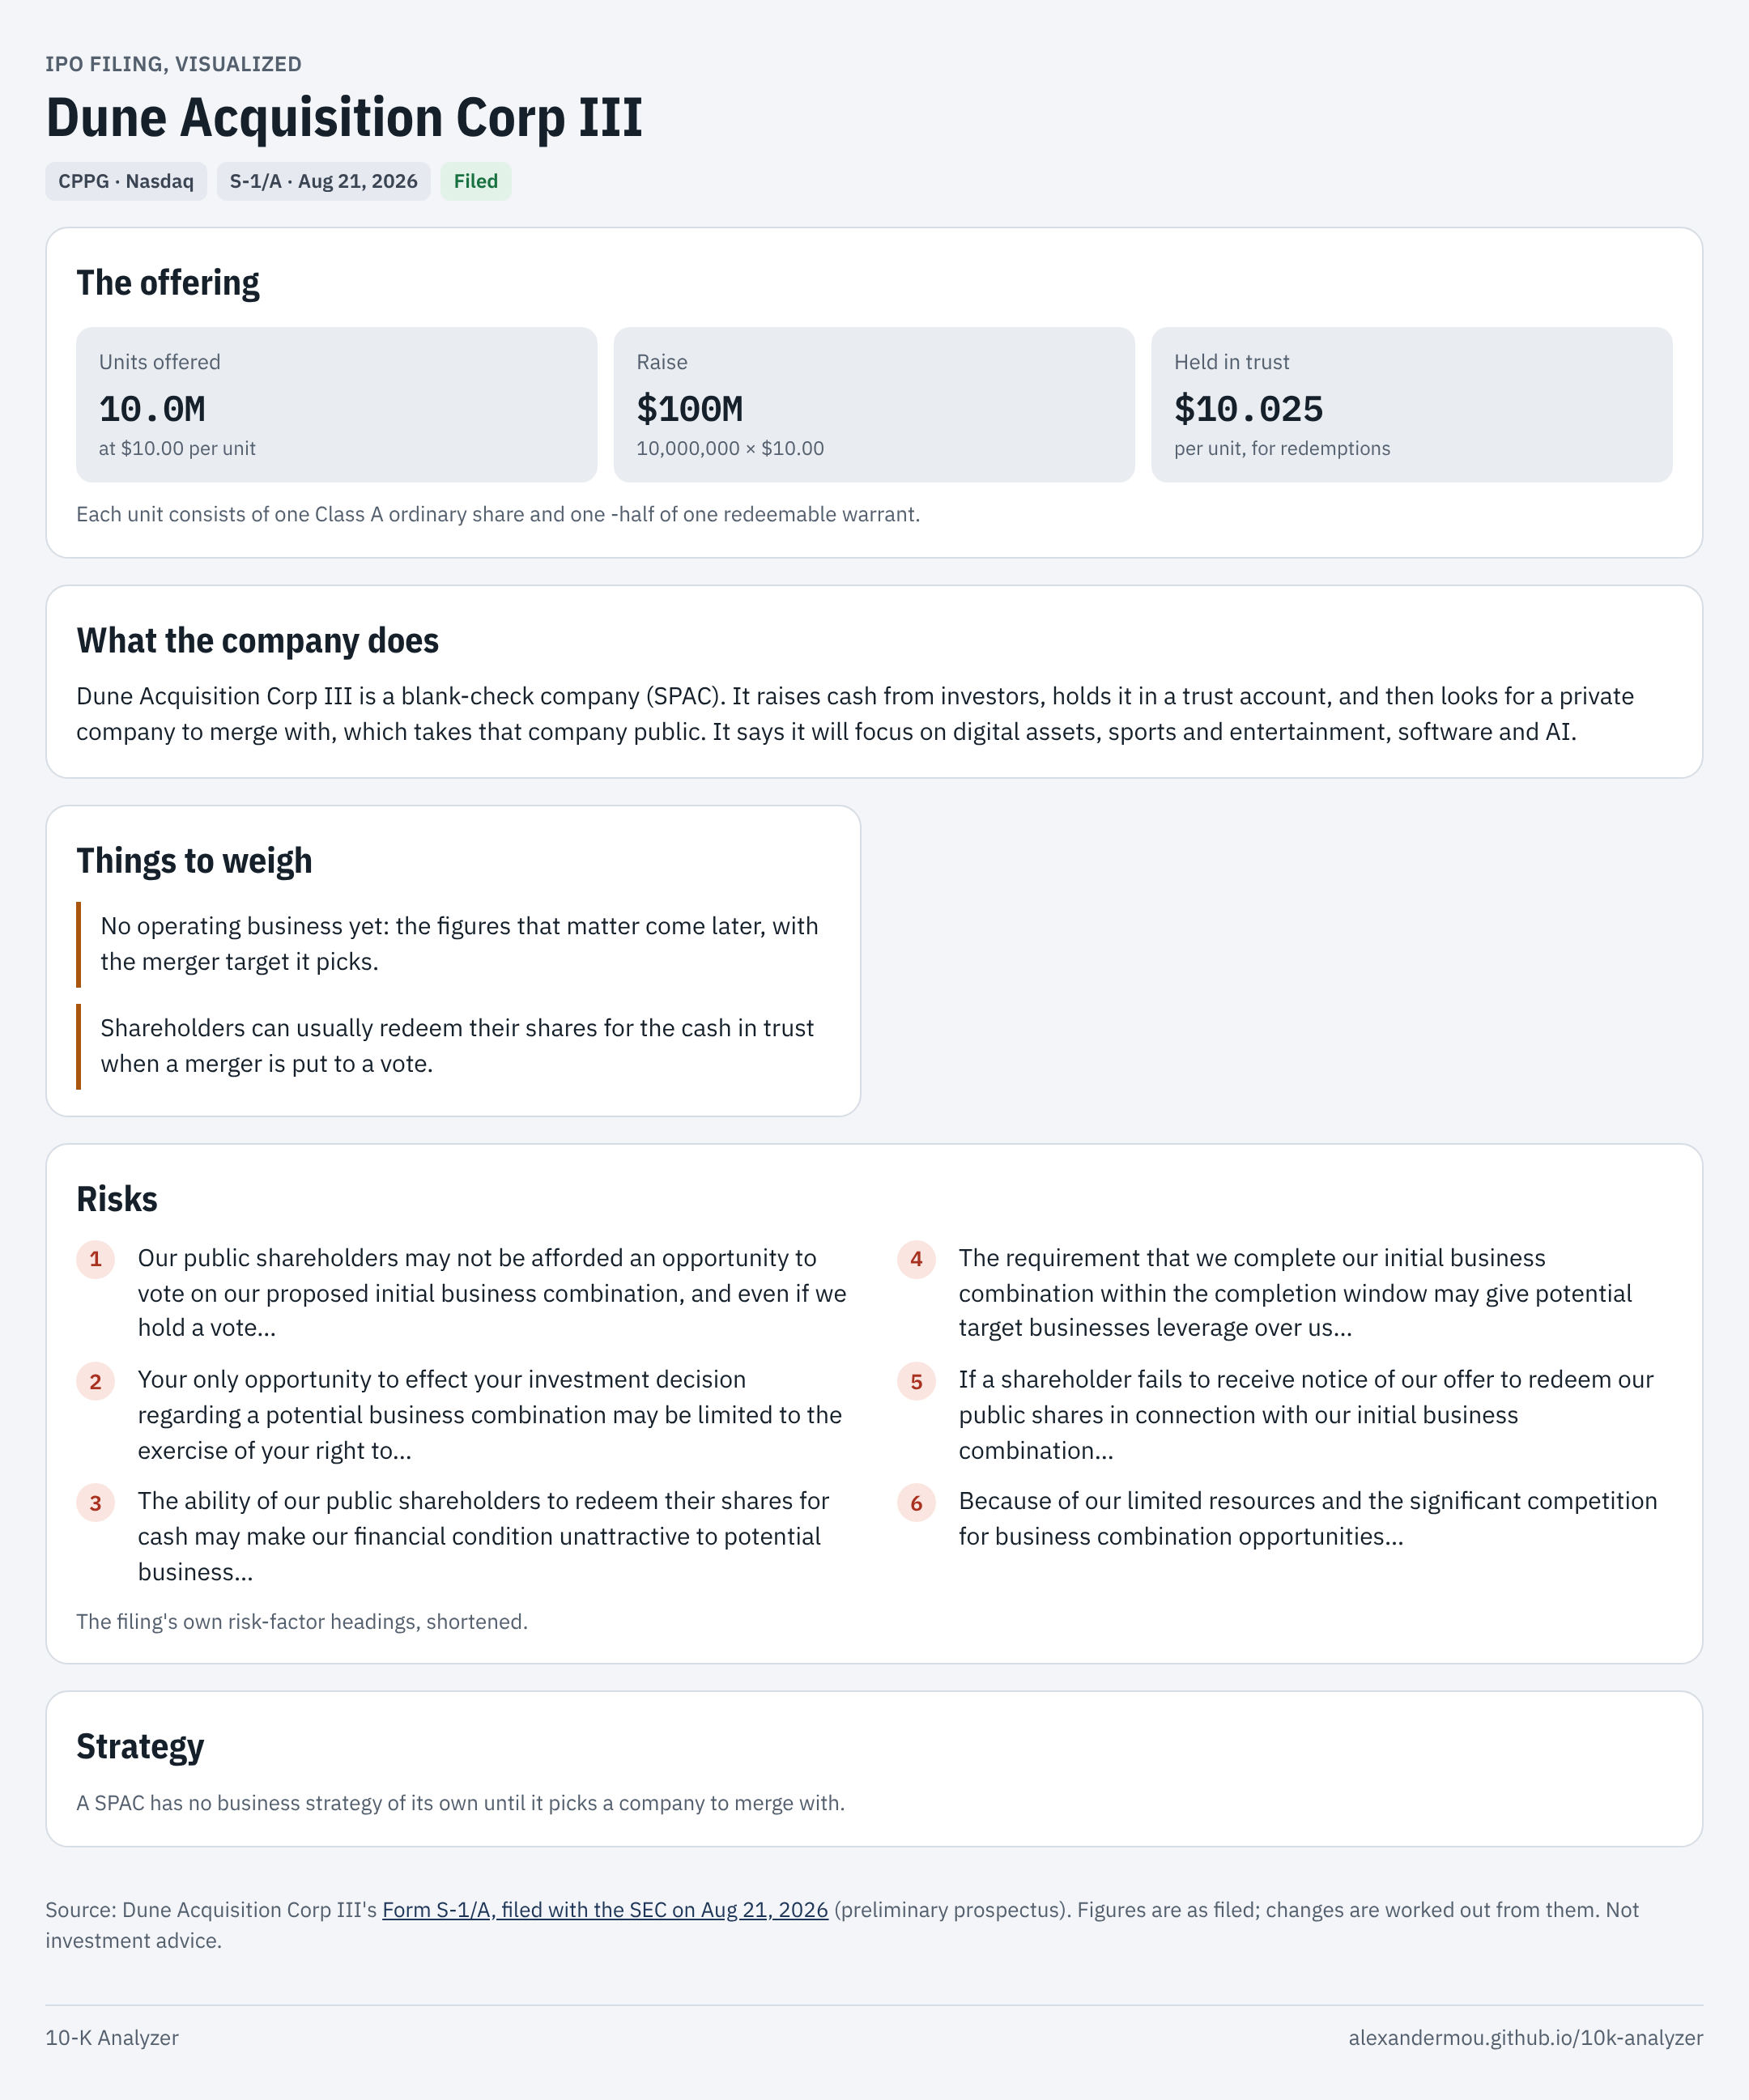 IPO FILING, VISUALIZED
Dune Acquisition Corp III
CPPG · Nasdaq
S-1/A · Aug 21, 2026
Filed
The offering
Units offered
10.0M
at $10.00 per unit
Raise
$100M
10,000,000 × $10.00
Held in trust
$10.025
per unit, for redemptions
Each unit consists of one Class A ordinary share and one -half of one redeemable warrant.
What the company does
Dune Acquisition Corp III is a blank-check company (SPAC). It raises cash from investors, holds it in a trust account, and then looks for a private
company to merge with, which takes that company public. It says it will focus on digital assets, sports and entertainment, software and AI.
Things to weigh
No operating business yet: the figures that matter come later, with
the merger target it picks.
Shareholders can usually redeem their shares for the cash in trust
when a merger is put to a vote.
Risks
1
Our public shareholders may not be afforded an opportunity to
vote on our proposed initial business combination, and even if we
hold a vote...
2
Your only opportunity to effect your investment decision
regarding a potential business combination may be limited to the
exercise of your right to...
3
The ability of our public shareholders to redeem their shares for
cash may make our financial condition unattractive to potential
business...
4
The requirement that we complete our initial business
combination within the completion window may give potential
target businesses leverage over us...
5
If a shareholder fails to receive notice of our offer to redeem our
public shares in connection with our initial business
combination...
6
Because of our limited resources and the significant competition
for business combination opportunities...
The filing's own risk-factor headings, shortened.
Strategy
A SPAC has no business strategy of its own until it picks a company to merge with.
Source: Dune Acquisition Corp III's Form S-1/A, filed with the SEC on Aug 21, 2026 (preliminary prospectus). Figures are as filed; changes are worked out from them. Not
investment advice.
10-K Analyzer
alexandermou.github.io/10k-analyzer